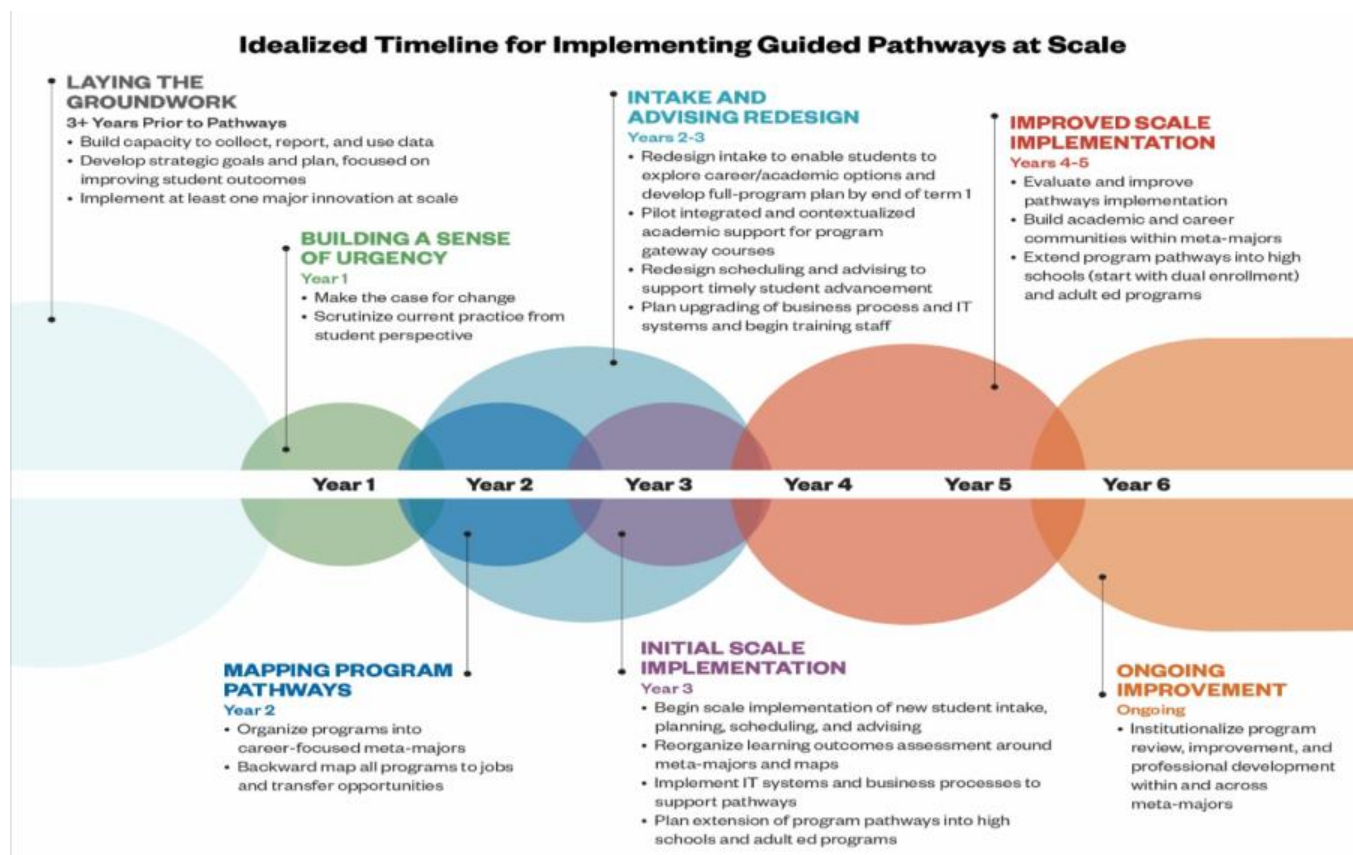 Idealized Timeline for Implementing Guided Pathways at Scale
LAYING THE
GROUNDWORK
3+ Years Prior to Pathways
• Build capacity to collect, report, and use data
• Develop strategic goals and plan, focused on
improving student outcomes
• Implement at least one major innovation at scale
BUILDING A SENSE
OF URGENCY
Year 1
• Make the case for change
• Scrutinize current practice from
student perspective
INTAKE AND
ADVISING REDESIGN
Years 2-3
• Redesign intake to enable students to
explore career/academic options and
develop full-program plan by end of term 1
• Pilot integrated and contextualized
academic support for program
gateway courses
• Redesign scheduling and advising to
support timely student advancement
• Plan upgrading of business process and IT
systems and begin training staff
IMPROVED SCALE
IMPLEMENTATION
Years 4-5
• Evaluate and improve
pathways implementation
• Build academic and career
communities within meta-majors
• Extend program pathways into high
schools (start with dual enrollment)
and adult ed programs
Year 1 Year 2 Year 3 Year 4 Year 5 Year 6
MAPPING PROGRAM
PATHWAYS
Year 2
• Organize programs into
career-focused meta-majors
• Backward map all programs to jobs
and transfer opportunities
INITIAL SCALE
IMPLEMENTATION
Year 3
• Begin scale implementation of new student intake,
planning, scheduling, and advising
• Reorganize learning outcomes assessment around
meta-majors and maps
• Implement IT systems and business processes to
support pathways
• Plan extension of program pathways into high
schools and adult ed programs
ONGOING
IMPROVEMENT
Ongoing
• Institutionalize program
review, improvement, and
professional development
within and across
meta-majors